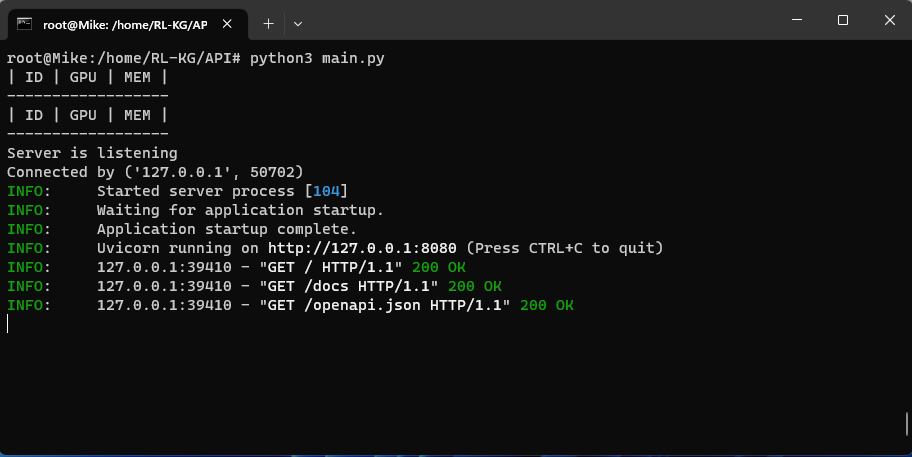 root@Mike: /home/RL-KG/AP
root@Mike:/home/RL-KG/API# python3 main.py
| ID | GPU | MEM |
------------------
| ID | GPU | MEM |
------------------
Server is listening
Connected by ('127.0.0.1', 50702)
INFO:     Started server process [104]
INFO:     Waiting for application startup.
INFO:     Application startup complete.
INFO:     Uvicorn running on http://127.0.0.1:8080 (Press CTRL+C to quit)
INFO:     127.0.0.1:39410 - "GET / HTTP/1.1" 200 OK
INFO:     127.0.0.1:39410 - "GET /docs HTTP/1.1" 200 OK
INFO:     127.0.0.1:39410 - "GET /openapi.json HTTP/1.1" 200 OK